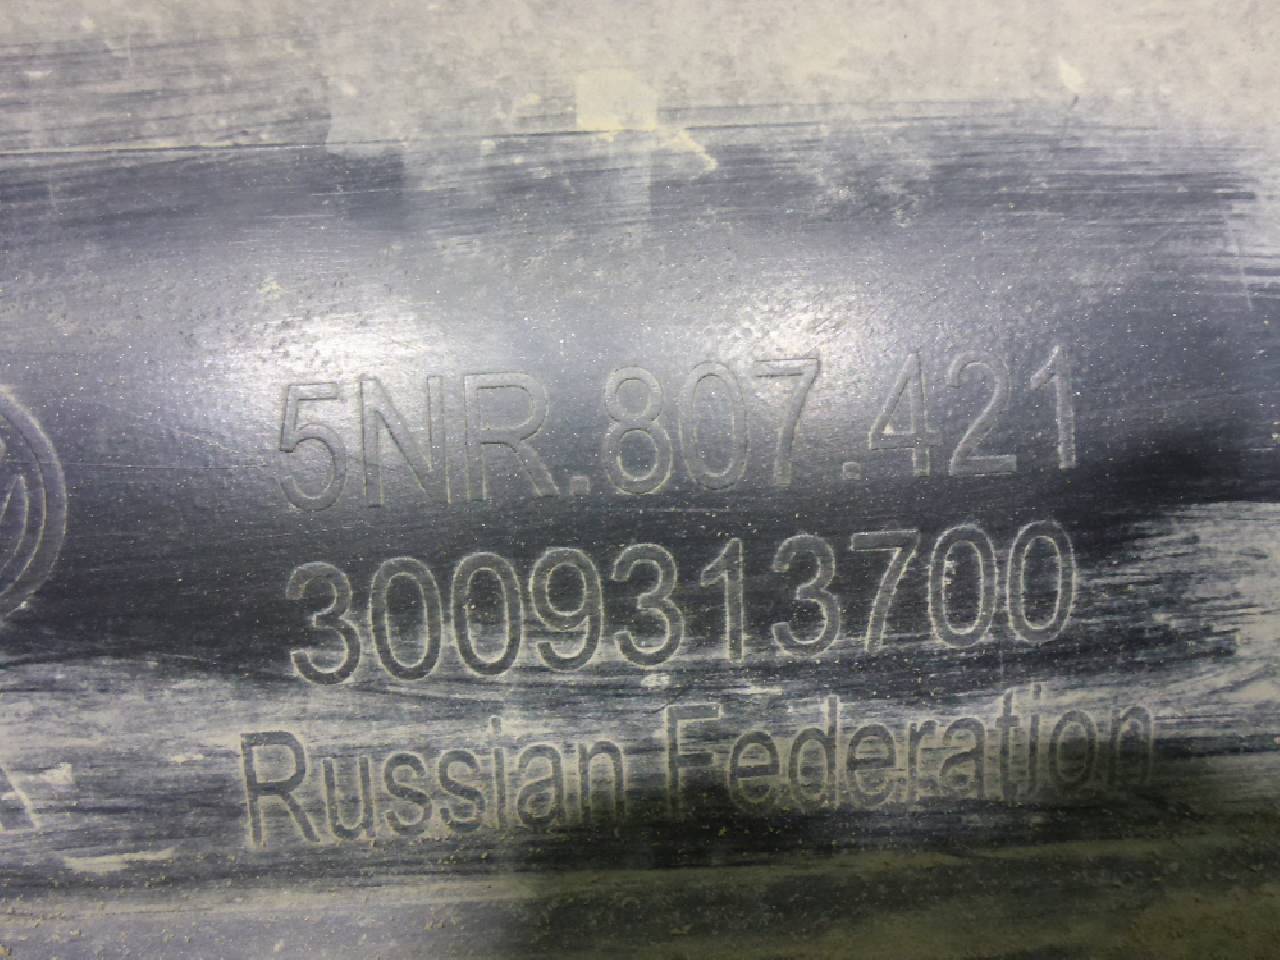 5NR.807.421
3009313700
Russian Federation